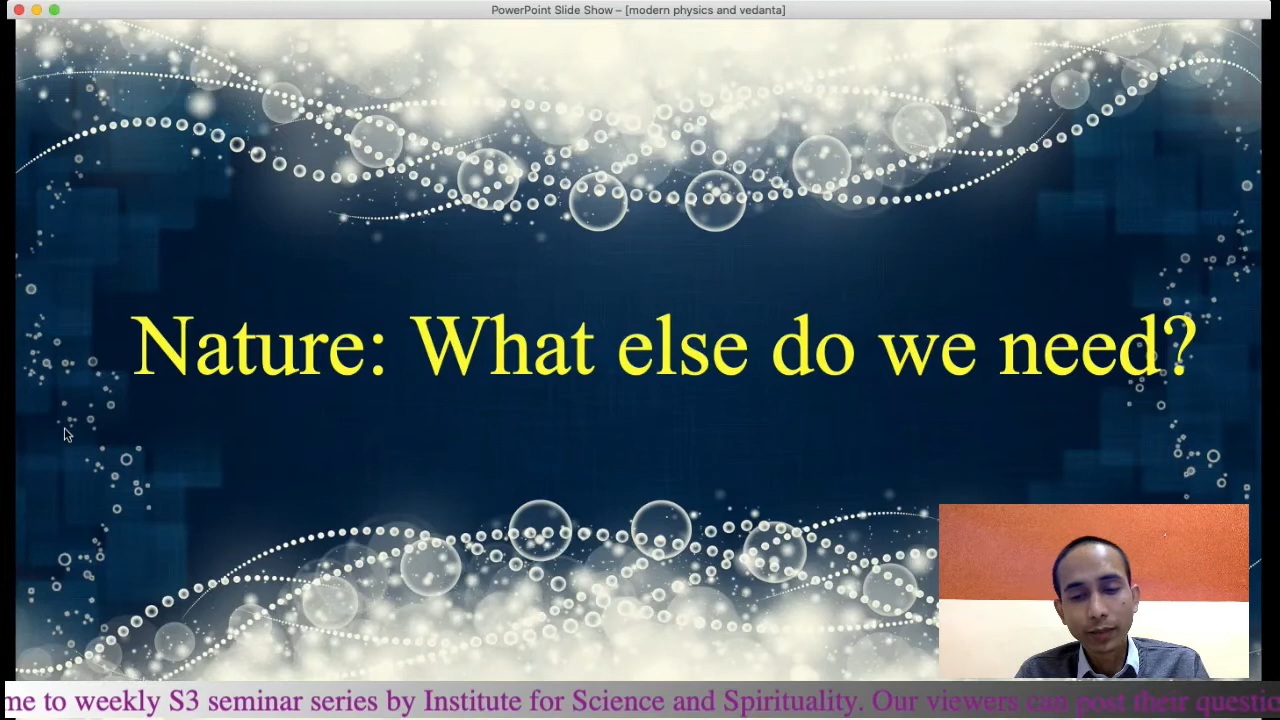 PowerPoint Slide Show – [modern physics and vedanta]
Nature: What else do we need?
me to weekly S3 seminar series by Institute for Science and Spirituality. Our viewers can post their questio